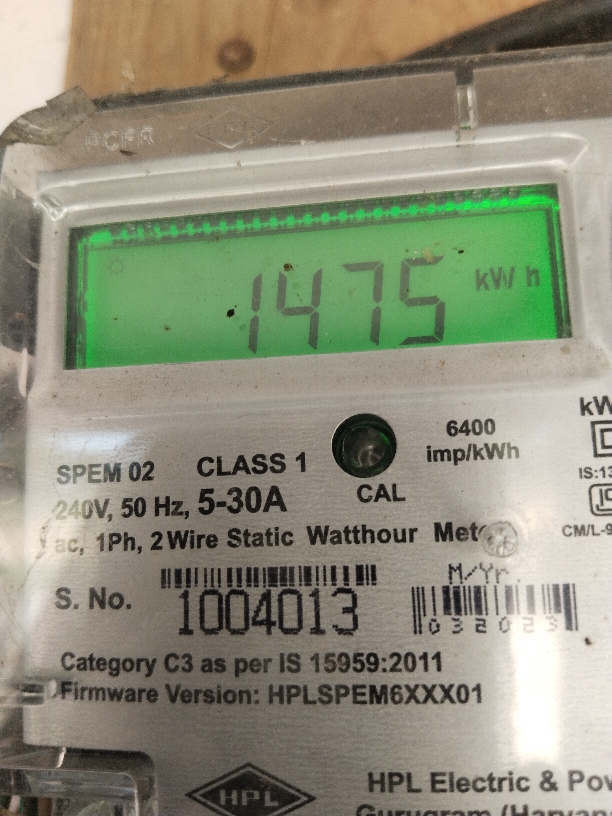 HPL
1475 kWh
6400
imp/kWh
SPEM 02 CLASS 1
CAL
240V, 50 Hz, 5-30A
ac, 1Ph, 2 Wire Static Watthour
M/Yr.
S. No. 1004013
032023
Category C3 as per IS 15959:2011
Firmware Version: HPLSPEM6XXX01
HPL
HPL Electric &
Gurugram